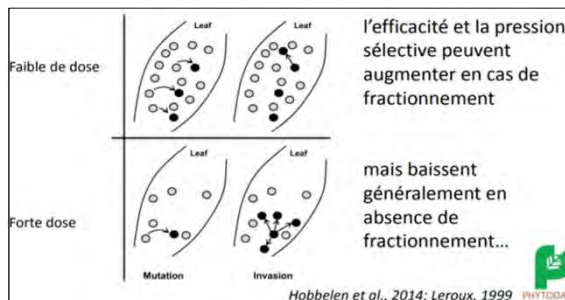 Leaf
Leaf
Faible de dose
l'efficacité et la pression
sélective peuvent
augmenter en cas de
fractionnement
Leaf
Leaf
Forte dose
mais baissent
généralement en
absence de
fractionnement...
Mutation
Invasion
Hobbelen et al., 2014; Leroux, 1999